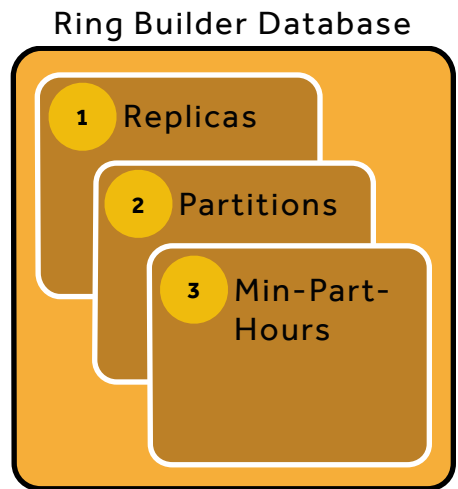 Ring Builder Database
1 Replicas
2 Partitions
3 Min-Part-
Hours